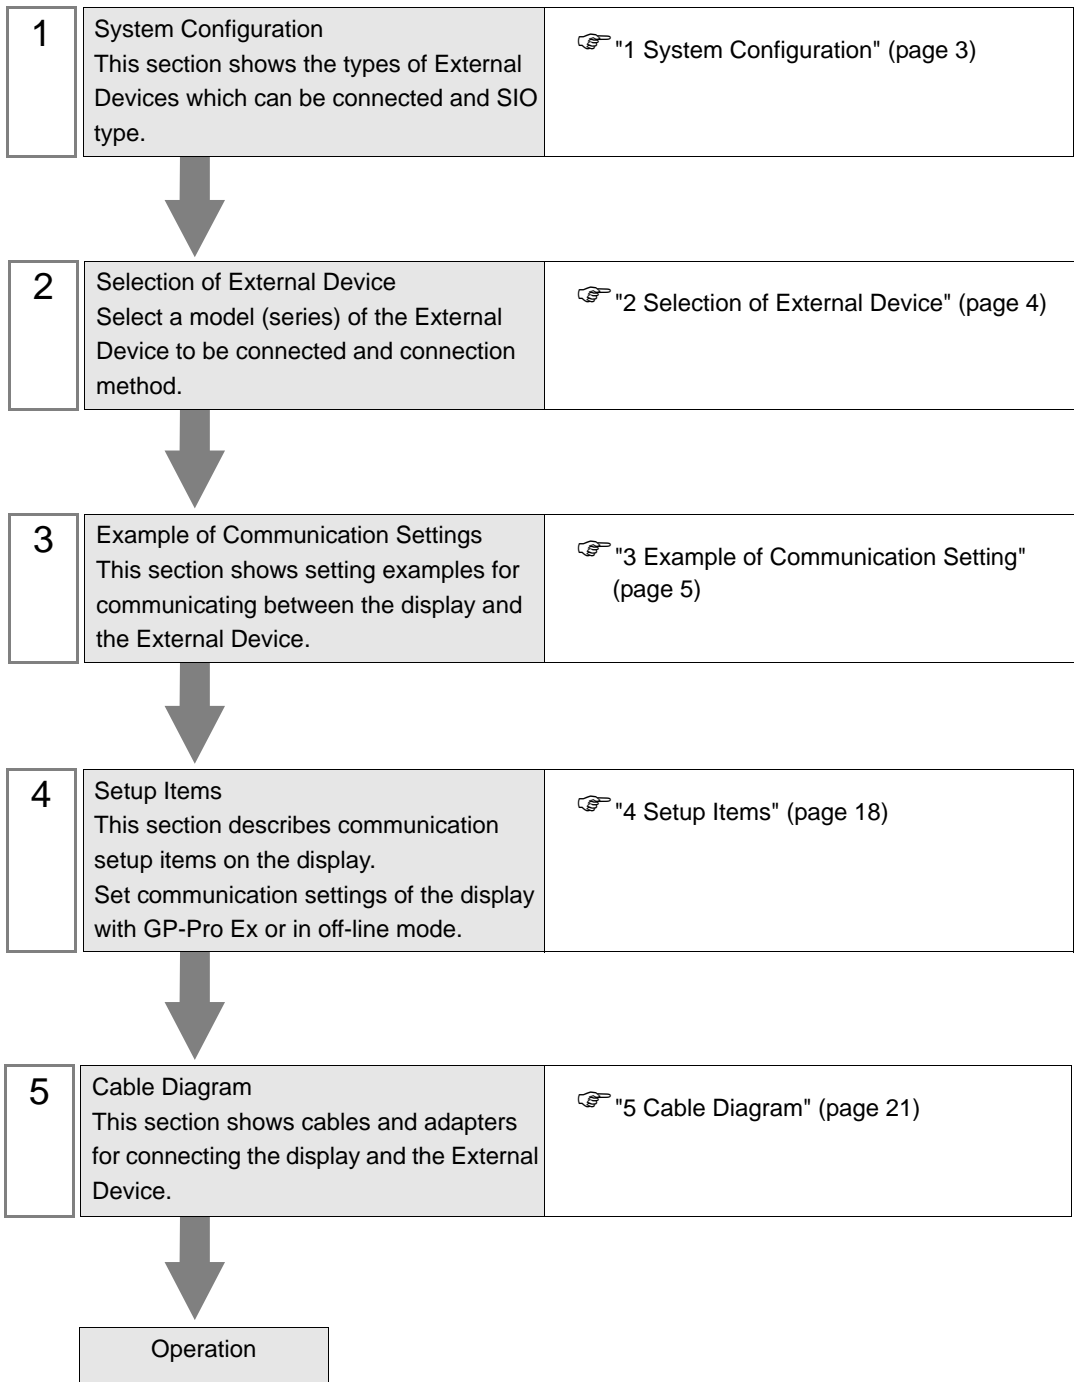 1
System Configuration
This section shows the types of External
Devices which can be connected and SIO
type.
"1 System Configuration" (page 3)
2
Selection of External Device
Select a model (series) of the External
Device to be connected and connection
method.
"2 Selection of External Device" (page 4)
3
Example of Communication Settings
This section shows setting examples for
communicating between the display and
the External Device.
"3 Example of Communication Setting"
(page 5)
4
Setup Items
This section describes communication
setup items on the display.
Set communication settings of the display
with GP-Pro Ex or in off-line mode.
"4 Setup Items" (page 18)
5
Cable Diagram
This section shows cables and adapters
for connecting the display and the External
Device.
"5 Cable Diagram" (page 21)
Operation